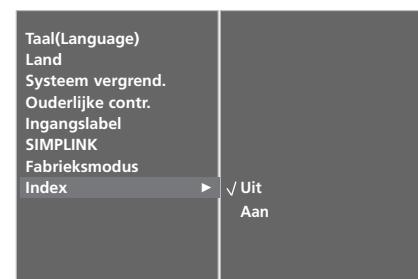 Taal(Language)
Land
Systeem vergrend.
Ouderlijke contr.
Ingangslabel
SIMPLINK
Fabrieksmodus
Index ► √ Uit
Aan